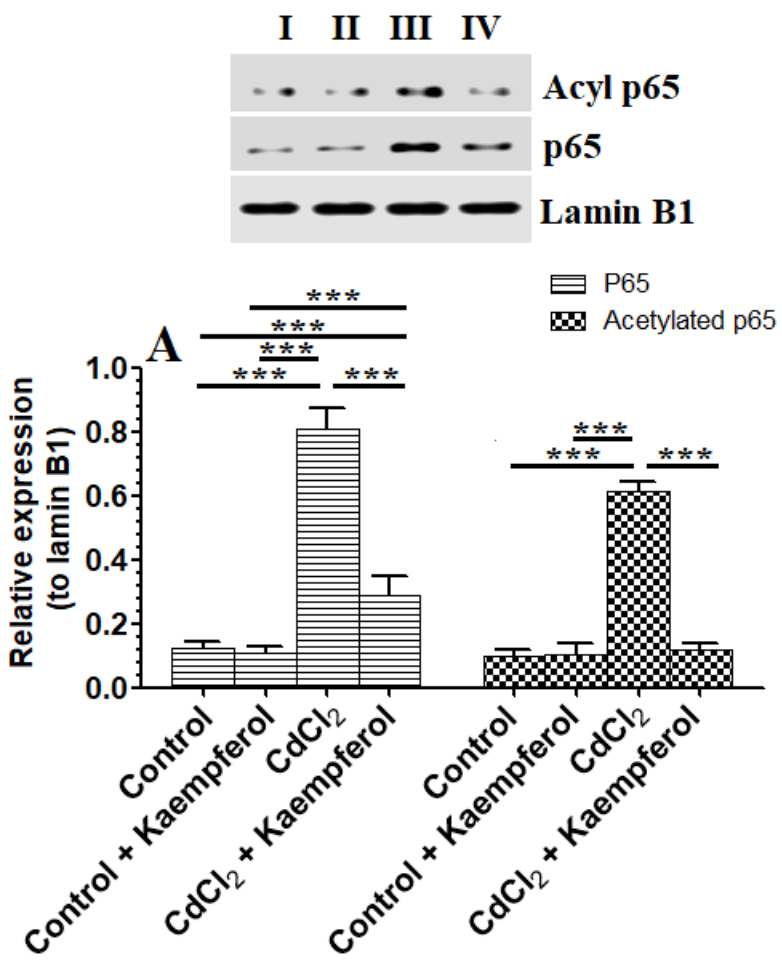 I II III IV
Acyl p65
p65
Lamin B1
P65
Acetylated p65
A
***
***
***
*** ***
***
*** ***
Relative expression
(to lamin B1)
1.0
0.8
0.6
0.4
0.2
0.0
Control
Control + Kaempferol
CdCl₂
CdCl₂ + Kaempferol
Control
Control + Kaempferol
CdCl₂
CdCl₂ + Kaempferol